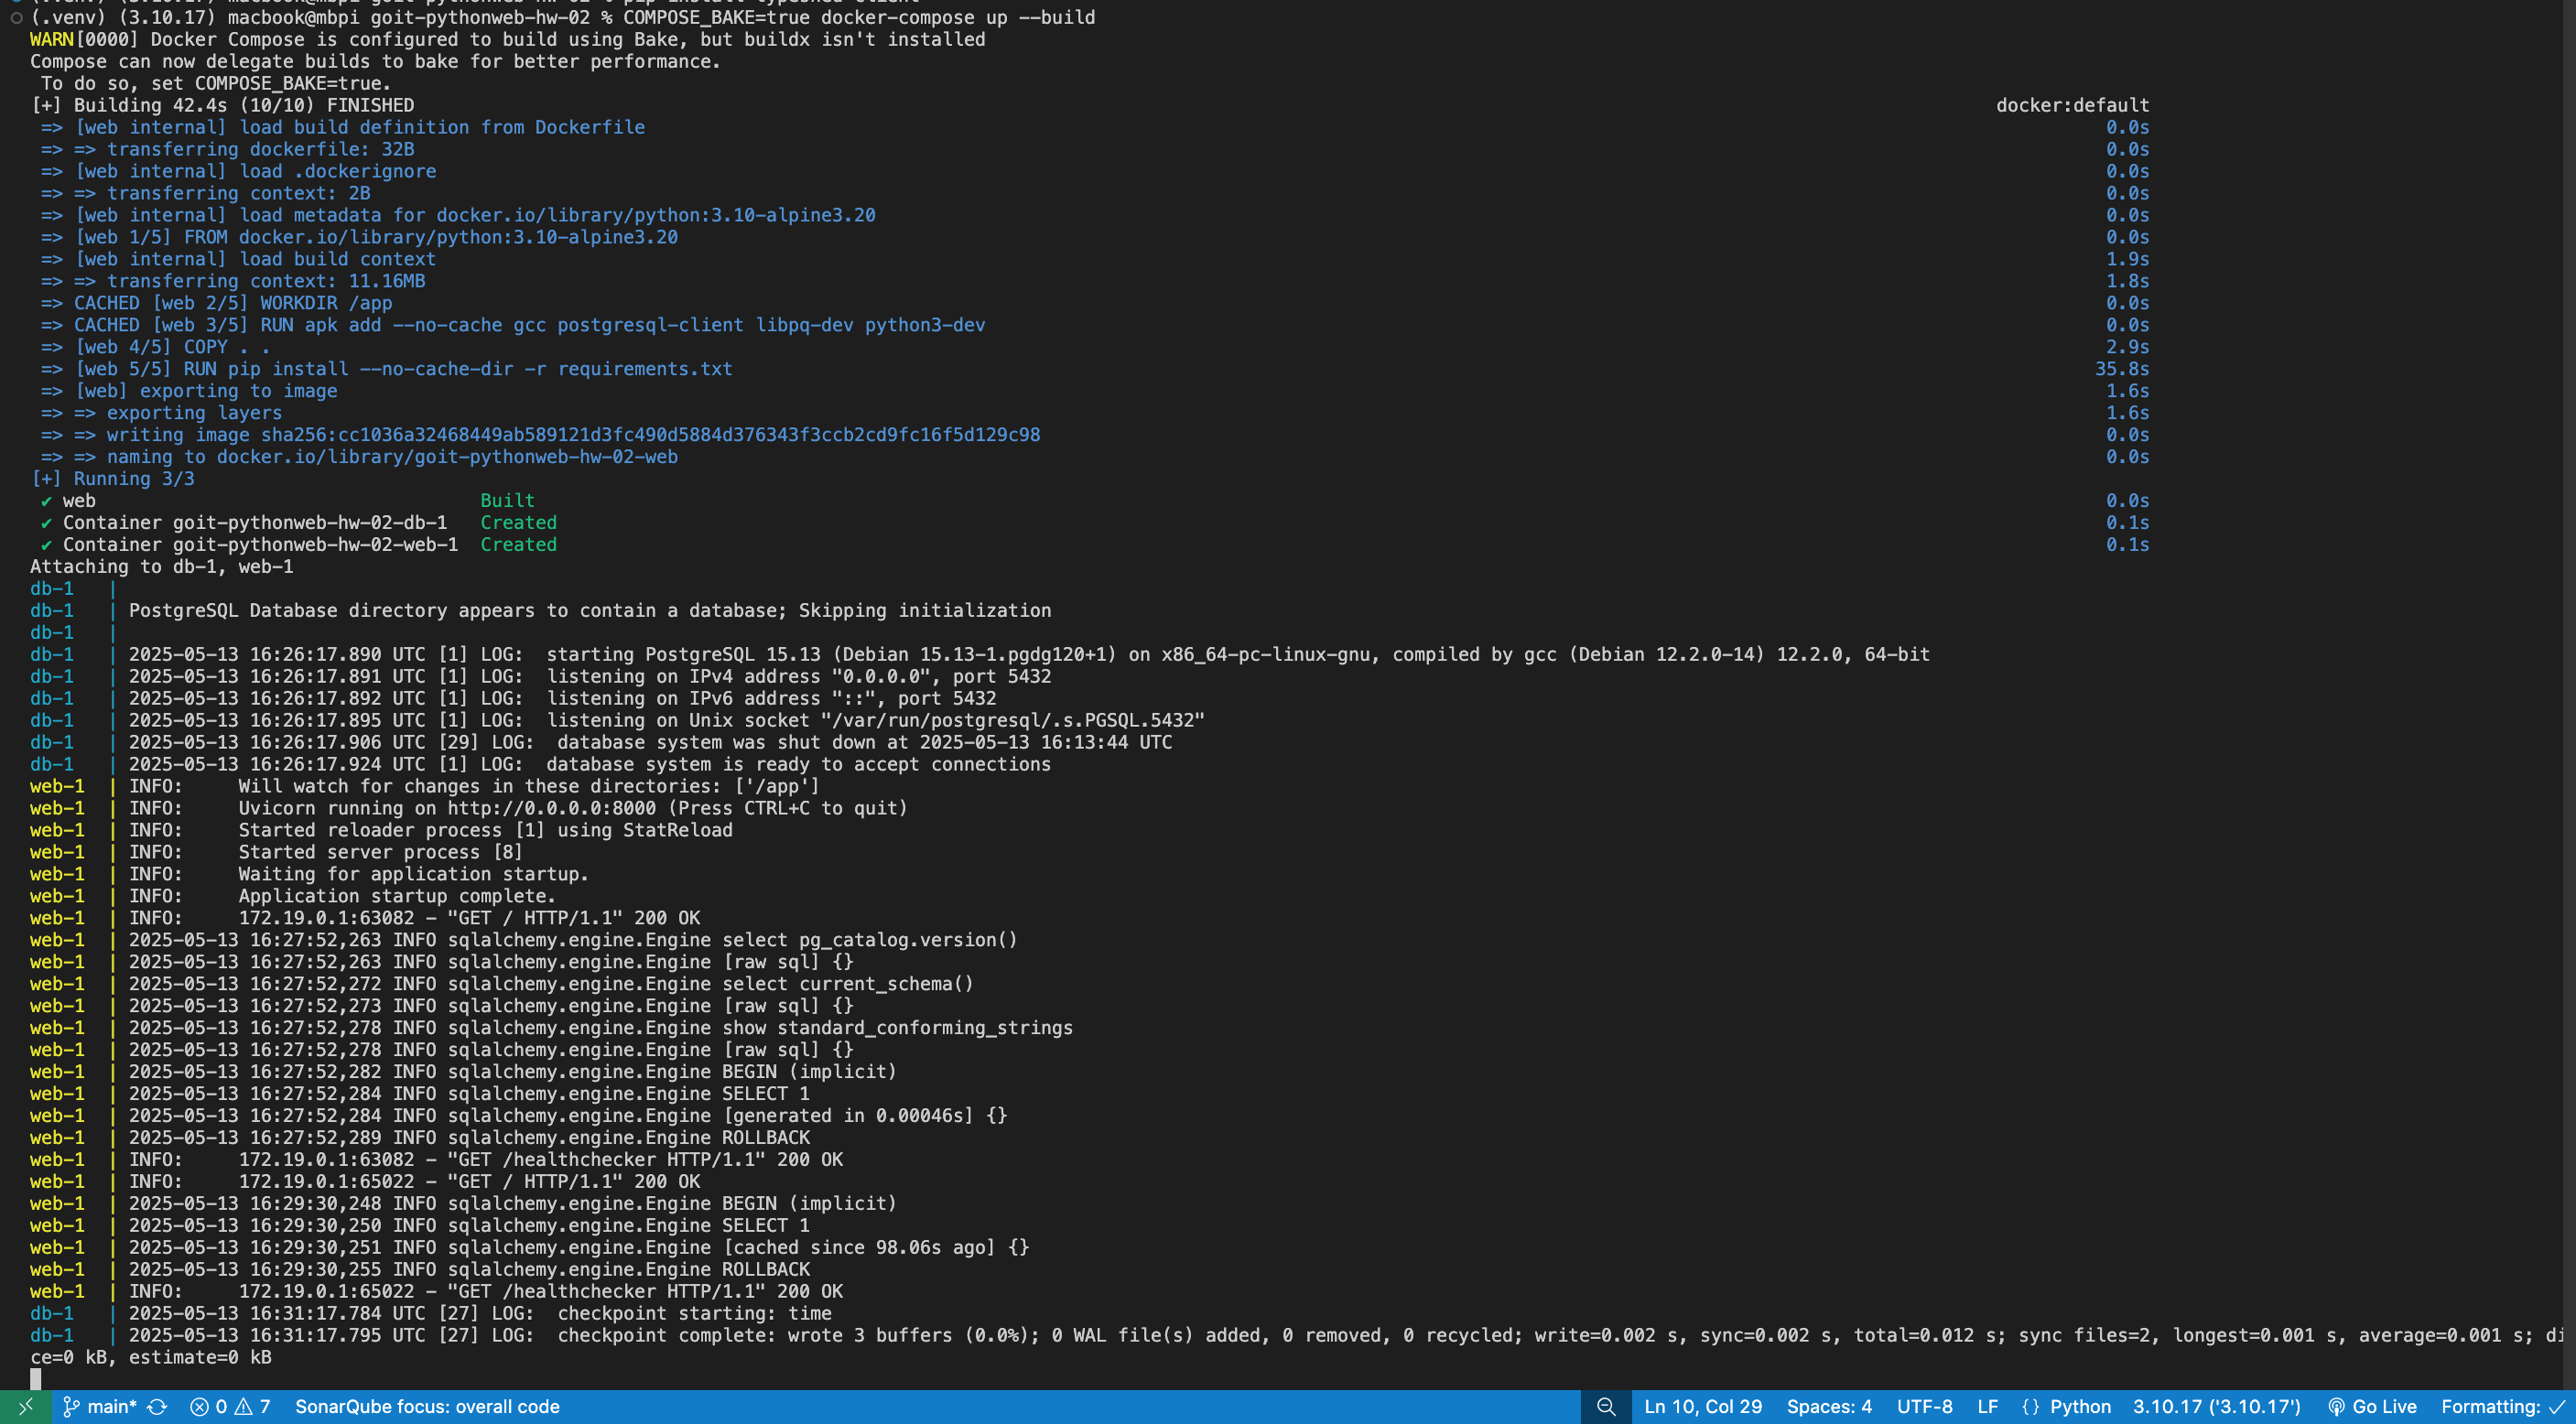 (.venv) (3.10.17) macbook@mbpi goit-pythonweb-hw-02 % pip install typeshed-client
(.venv) (3.10.17) macbook@mbpi goit-pythonweb-hw-02 % COMPOSE_BAKE=true docker-compose up --build
WARN[0000] Docker Compose is configured to build using Bake, but buildx isn't installed
Compose can now delegate builds to bake for better performance.
To do so, set COMPOSE_BAKE=true.
[+] Building 42.4s (10/10) FINISHED docker:default
=> [web internal] load build definition from Dockerfile 0.0s
=> => transferring dockerfile: 32B 0.0s
=> [web internal] load .dockerignore 0.0s
=> => transferring context: 2B 0.0s
=> [web internal] load metadata for docker.io/library/python:3.10-alpine3.20 0.0s
=> [web 1/5] FROM docker.io/library/python:3.10-alpine3.20 0.0s
=> [web internal] load build context 1.9s
=> => transferring context: 11.16MB 1.8s
=> CACHED [web 2/5] WORKDIR /app 0.0s
=> CACHED [web 3/5] RUN apk add --no-cache gcc postgresql-client libpq-dev python3-dev 0.0s
=> [web 4/5] COPY . . 2.9s
=> [web 5/5] RUN pip install --no-cache-dir -r requirements.txt 35.8s
=> [web] exporting to image 1.6s
=> => exporting layers 1.6s
=> => writing image sha256:cc1036a32468449ab589121d3fc490d5884d376343f3ccb2cd9fc16f5d129c98 0.0s
=> => naming to docker.io/library/goit-pythonweb-hw-02-web 0.0s
[+] Running 3/3
✔ web Built 0.0s
✔ Container goit-pythonweb-hw-02-db-1 Created 0.1s
✔ Container goit-pythonweb-hw-02-web-1 Created 0.1s
Attaching to db-1, web-1
db-1 |
db-1 | PostgreSQL Database directory appears to contain a database; Skipping initialization
db-1 |
db-1 | 2025-05-13 16:26:17.890 UTC [1] LOG: starting PostgreSQL 15.13 (Debian 15.13-1.pgdg120+1) on x86_64-pc-linux-gnu, compiled by gcc (Debian 12.2.0-14) 12.2.0, 64-bit
db-1 | 2025-05-13 16:26:17.891 UTC [1] LOG: listening on IPv4 address "0.0.0.0", port 5432
db-1 | 2025-05-13 16:26:17.892 UTC [1] LOG: listening on IPv6 address "::", port 5432
db-1 | 2025-05-13 16:26:17.895 UTC [1] LOG: listening on Unix socket "/var/run/postgresql/.s.PGSQL.5432"
db-1 | 2025-05-13 16:26:17.906 UTC [29] LOG: database system was shut down at 2025-05-13 16:13:44 UTC
db-1 | 2025-05-13 16:26:17.924 UTC [1] LOG: database system is ready to accept connections
web-1 | INFO: Will watch for changes in these directories: ['/app']
web-1 | INFO: Uvicorn running on http://0.0.0.0:8000 (Press CTRL+C to quit)
web-1 | INFO: Started reloader process [1] using StatReload
web-1 | INFO: Started server process [8]
web-1 | INFO: Waiting for application startup.
web-1 | INFO: Application startup complete.
web-1 | INFO: 172.19.0.1:63082 - "GET / HTTP/1.1" 200 OK
web-1 | 2025-05-13 16:27:52,263 INFO sqlalchemy.engine.Engine select pg_catalog.version()
web-1 | 2025-05-13 16:27:52,263 INFO sqlalchemy.engine.Engine [raw sql] {}
web-1 | 2025-05-13 16:27:52,272 INFO sqlalchemy.engine.Engine select current_schema()
web-1 | 2025-05-13 16:27:52,273 INFO sqlalchemy.engine.Engine [raw sql] {}
web-1 | 2025-05-13 16:27:52,278 INFO sqlalchemy.engine.Engine show standard_conforming_strings
web-1 | 2025-05-13 16:27:52,278 INFO sqlalchemy.engine.Engine [raw sql] {}
web-1 | 2025-05-13 16:27:52,282 INFO sqlalchemy.engine.Engine BEGIN (implicit)
web-1 | 2025-05-13 16:27:52,284 INFO sqlalchemy.engine.Engine SELECT 1
web-1 | 2025-05-13 16:27:52,284 INFO sqlalchemy.engine.Engine [generated in 0.00046s] {}
web-1 | 2025-05-13 16:27:52,289 INFO sqlalchemy.engine.Engine ROLLBACK
web-1 | INFO: 172.19.0.1:63082 - "GET /healthchecker HTTP/1.1" 200 OK
web-1 | INFO: 172.19.0.1:65022 - "GET / HTTP/1.1" 200 OK
web-1 | 2025-05-13 16:29:30,248 INFO sqlalchemy.engine.Engine BEGIN (implicit)
web-1 | 2025-05-13 16:29:30,250 INFO sqlalchemy.engine.Engine SELECT 1
web-1 | 2025-05-13 16:29:30,251 INFO sqlalchemy.engine.Engine [cached since 98.06s ago] {}
web-1 | 2025-05-13 16:29:30,255 INFO sqlalchemy.engine.Engine ROLLBACK
web-1 | INFO: 172.19.0.1:65022 - "GET /healthchecker HTTP/1.1" 200 OK
db-1 | 2025-05-13 16:31:17.784 UTC [27] LOG: checkpoint starting: time
db-1 | 2025-05-13 16:31:17.795 UTC [27] LOG: checkpoint complete: wrote 3 buffers (0.0%); 0 WAL file(s) added, 0 removed, 0 recycled; write=0.002 s, sync=0.002 s, total=0.012 s; sync files=2, longest=0.001 s, average=0.001 s; di
ce=0 kB, estimate=0 kB
main* 0 7 SonarQube focus: overall code Ln 10, Col 29 Spaces: 4 UTF-8 LF {} Python 3.10.17 ('3.10.17') Go Live Formatting: ✓